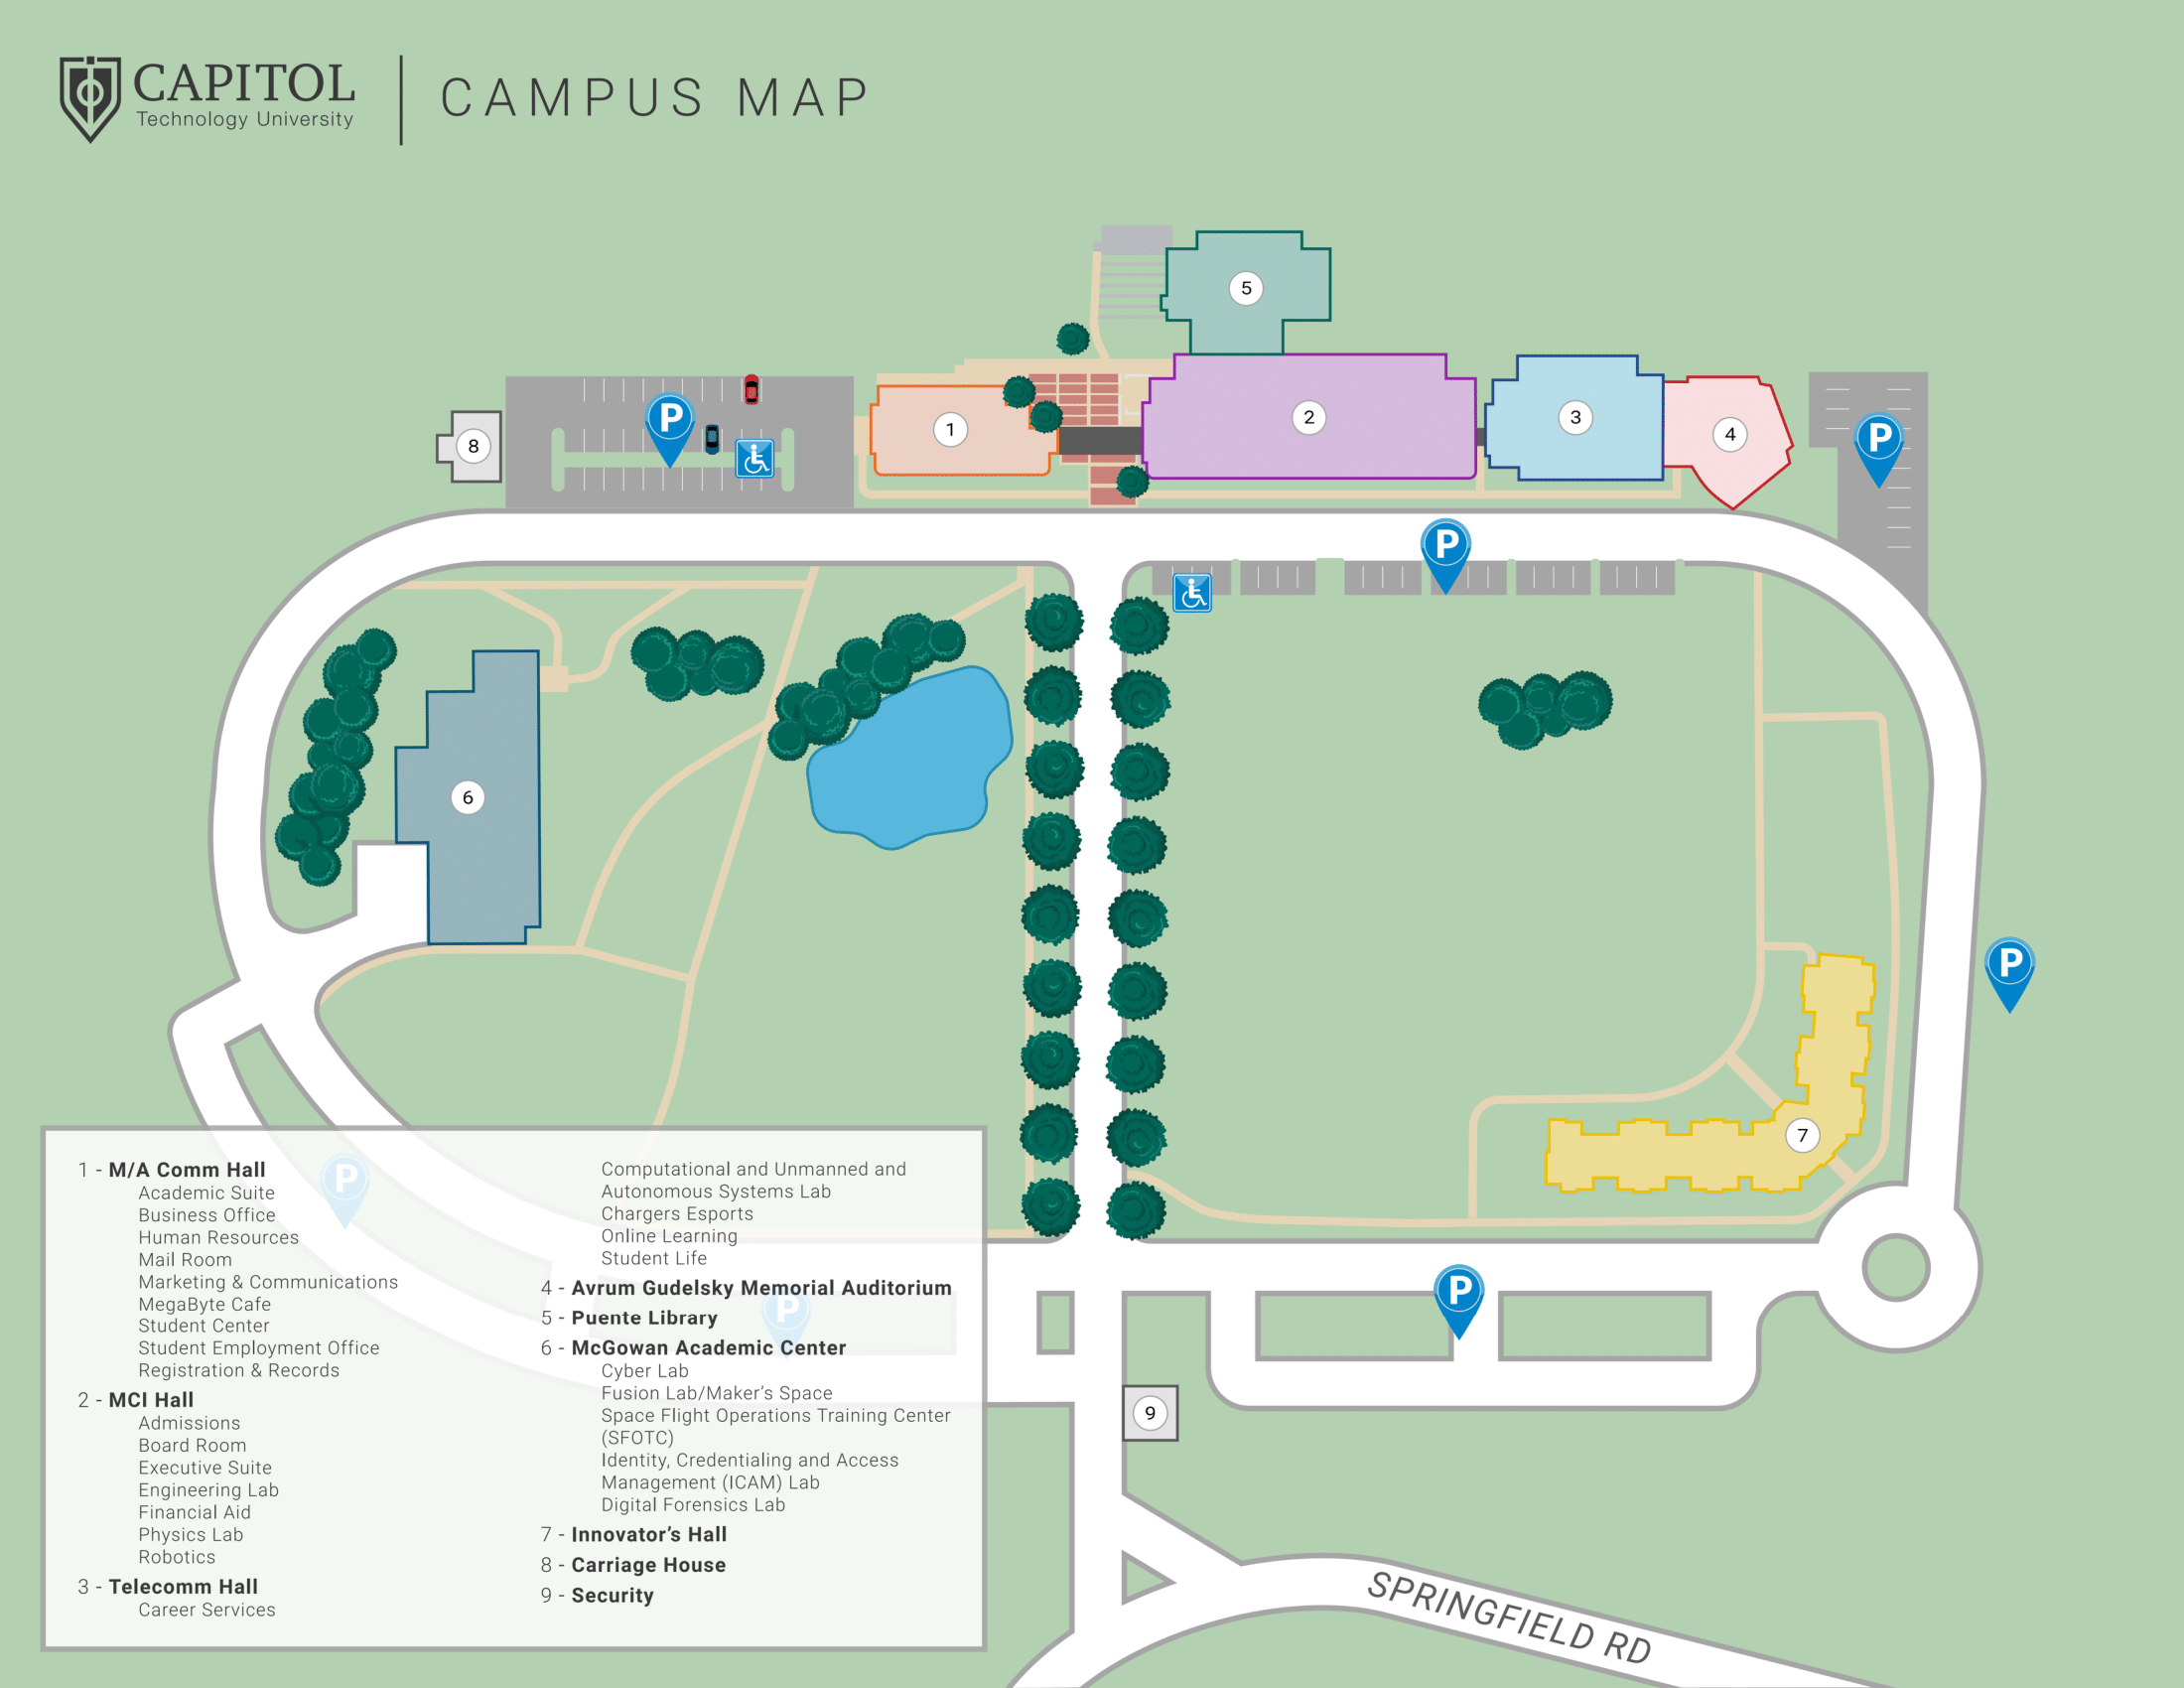 CAPITOL
Technology University
CAMPUS MAP
5
1
2
3
4
8
P
P
P
6
P
7
P
9
P
P
SPRINGFIELD RD
1 - M/A Comm Hall
Academic Suite
Business Office
Human Resources
Mail Room
Marketing & Communications
MegaByte Cafe
Student Center
Student Employment Office
Registration & Records
2 - MCI Hall
Admissions
Board Room
Executive Suite
Engineering Lab
Financial Aid
Physics Lab
Robotics
3 - Telecomm Hall
Career Services
Computational and Unmanned and
Autonomous Systems Lab
Chargers Esports
Online Learning
Student Life
4 - Avrum Gudelsky Memorial Auditorium
5 - Puente Library
6 - McGowan Academic Center
Cyber Lab
Fusion Lab/Maker's Space
Space Flight Operations Training Center
(SFOTC)
Identity, Credentialing and Access
Management (ICAM) Lab
Digital Forensics Lab
7 - Innovator's Hall
8 - Carriage House
9 - Security